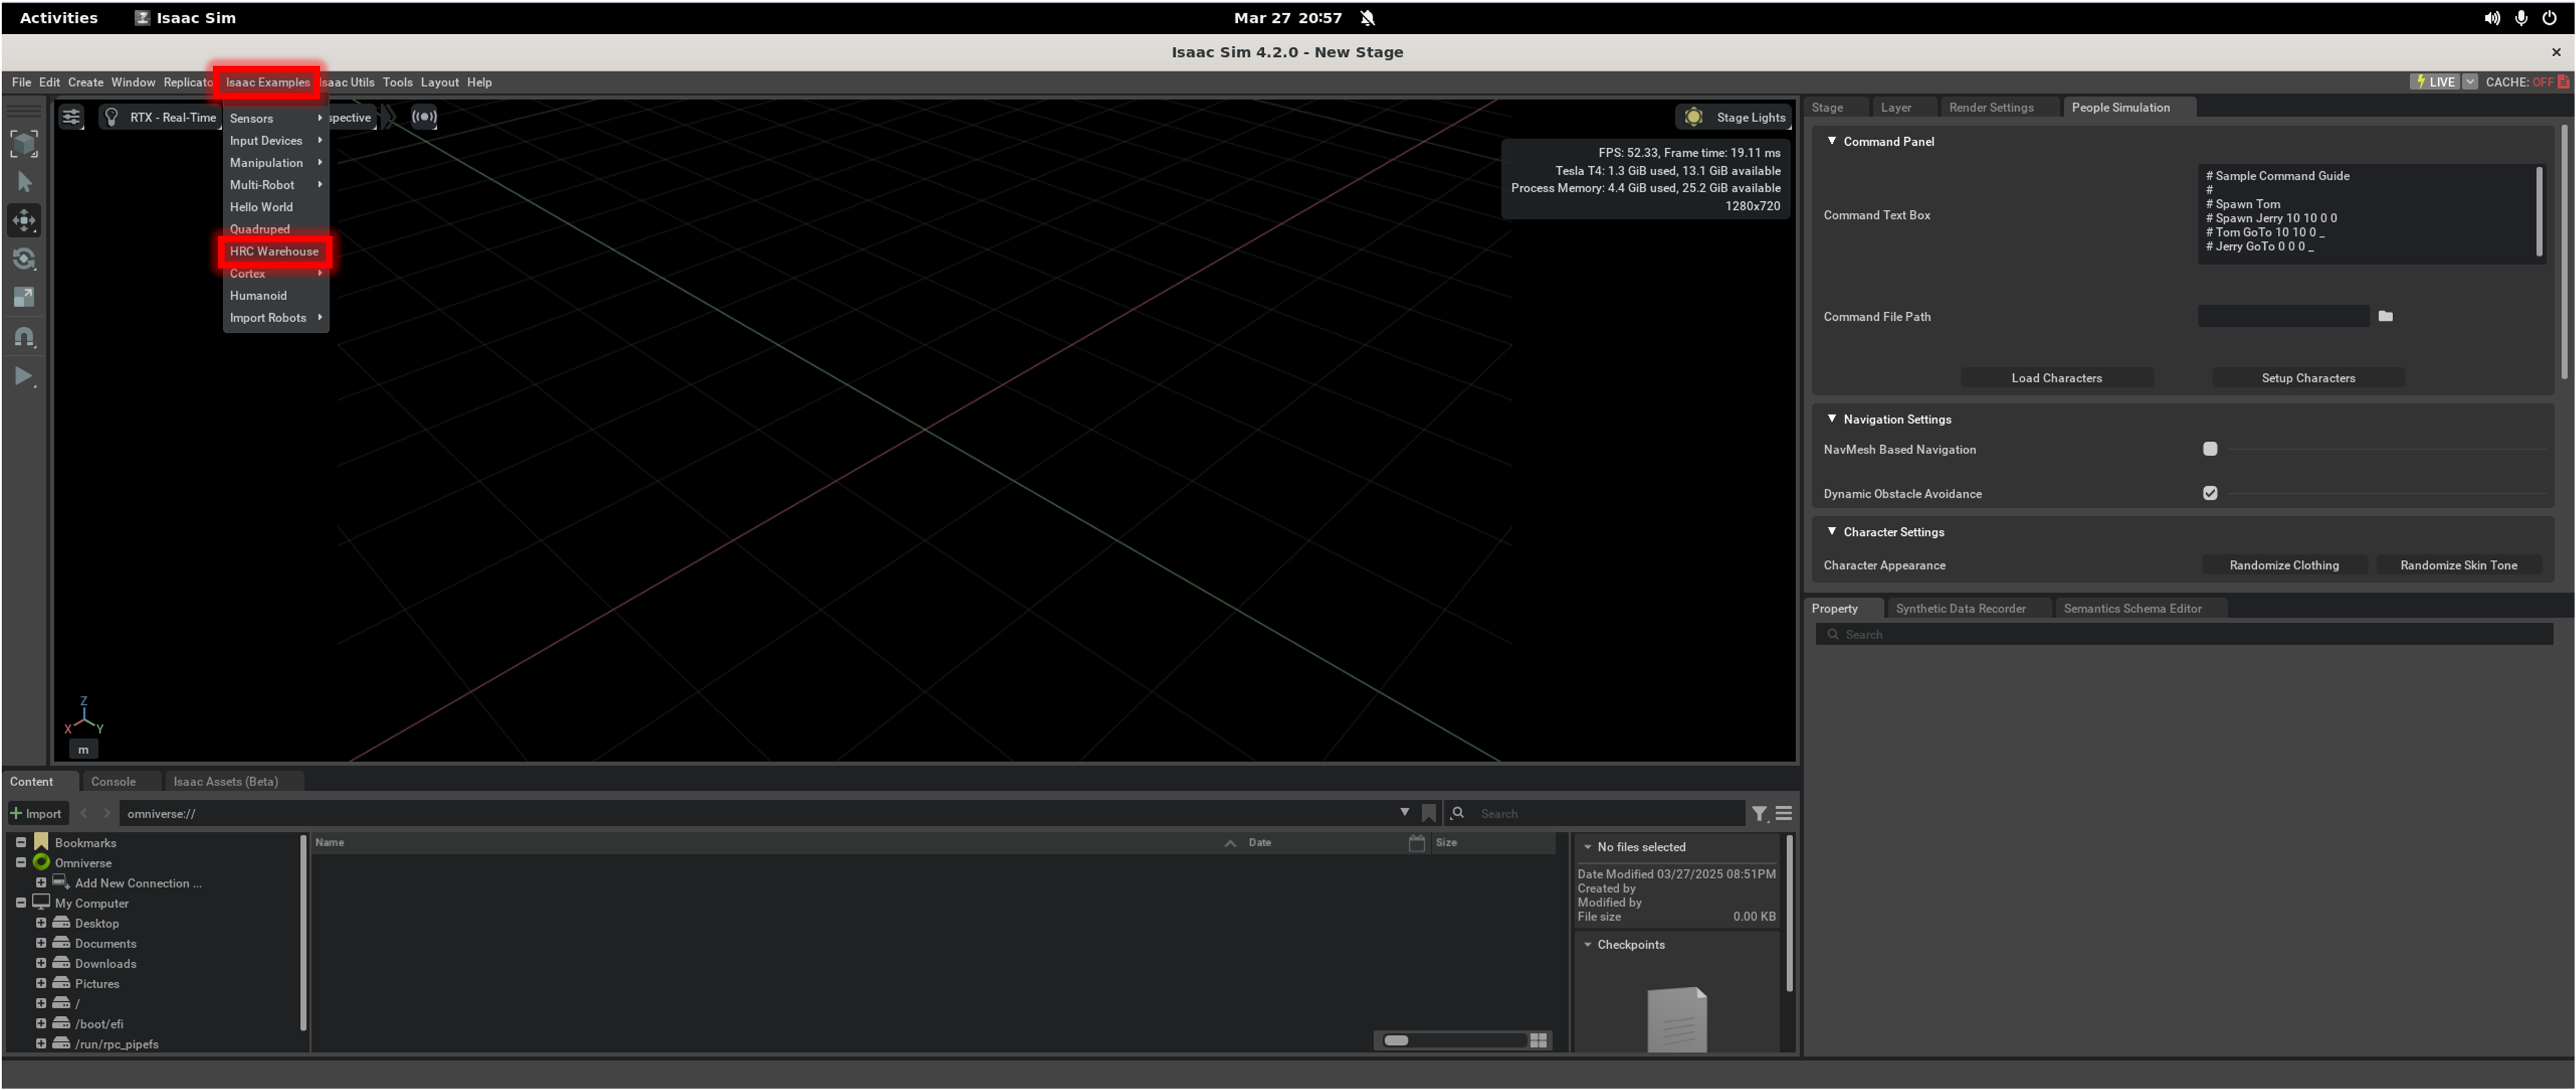 Activities Isaac Sim Mar 27 20:57
Isaac Sim 4.2.0 - New Stage
File Edit Create Window Replicato Isaac Examples saac Utils Tools Layout Help LIVE CACHE: OFF
RTX - Real-Time spective Stage Lights
Sensors
Input Devices
Manipulation
Multi-Robot
Hello World
Quadruped
HRC Warehouse
Cortex
Humanoid
Import Robots
FPS: 52.33, Frame time: 19.11 ms
Tesla T4: 1.3 GiB used, 13.1 GiB available
Process Memory: 4.4 GiB used, 25.2 GiB available
1280x720
Z
X Y
m
Stage Layer Render Settings People Simulation
Command Panel
Command Text Box
# Sample Command Guide
#
# Spawn Tom
# Spawn Jerry 10 10 0 0
# Tom GoTo 10 10 0 _
# Jerry GoTo 0 0 0 _
Command File Path
Load Characters Setup Characters
Navigation Settings
NavMesh Based Navigation
Dynamic Obstacle Avoidance
Character Settings
Character Appearance Randomize Clothing Randomize Skin Tone
Property Synthetic Data Recorder Semantics Schema Editor
Search
Content Console Isaac Assets (Beta)
Import omniverse:// Search
Bookmarks
Omniverse
Add New Connection ...
My Computer
Desktop
Documents
Downloads
Pictures
/
/boot/efi
/run/rpc_pipefs
Name Date Size
No files selected
Date Modified 03/27/2025 08:51PM
Created by
Modified by
File size 0.00 KB
Checkpoints